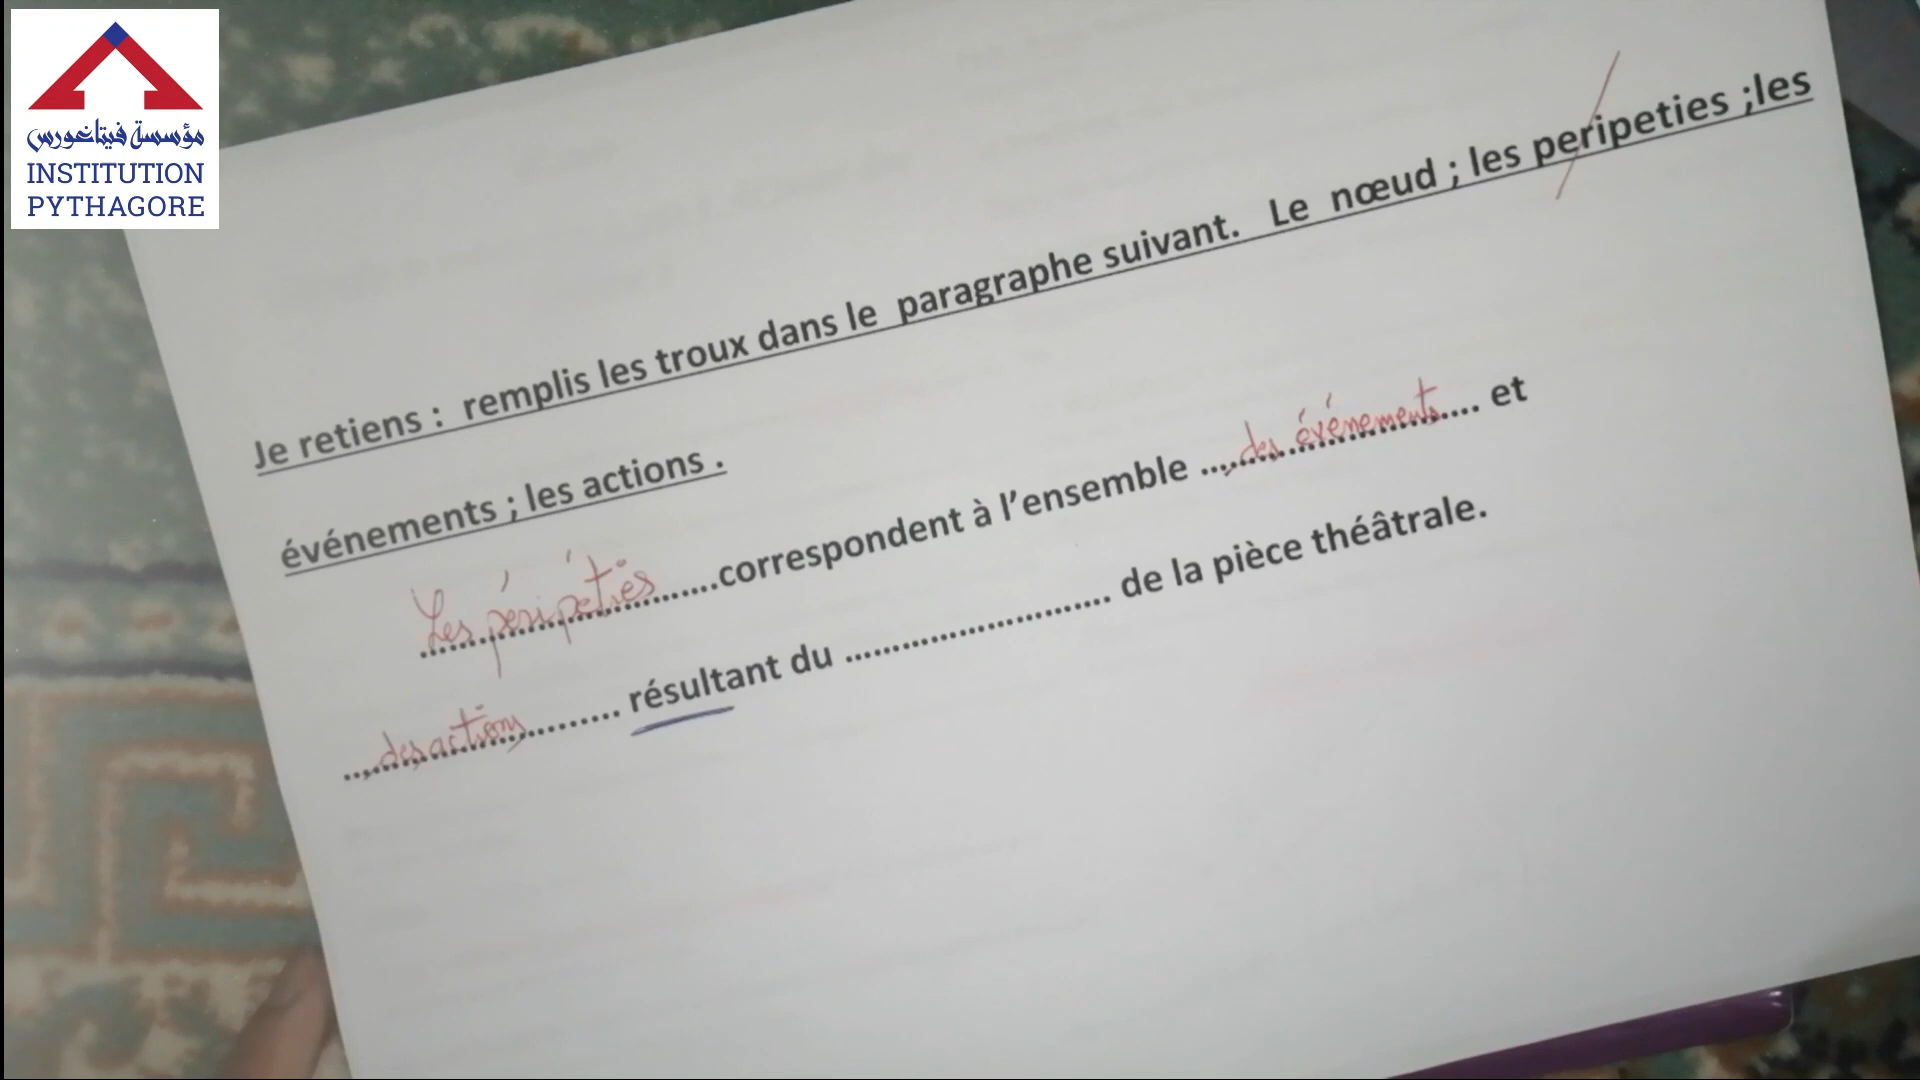 مؤسسة فيتاغورس
INSTITUTION
PYTHAGORE
Je retiens : remplis les troux dans le paragraphe suivant. Le nœud ; les peripeties ;les
événements ; les actions .
Les péripéties..........correspondent à l'ensemble ...des événements.... et
...des actions......... résultant du .............................. de la pièce théâtrale.